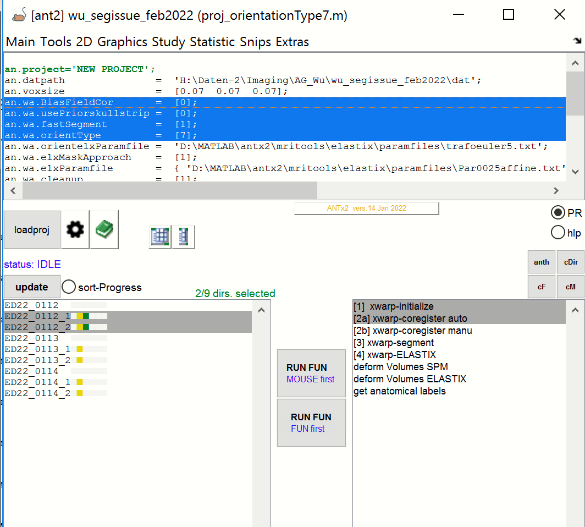 [ant2] wu_segissue_feb2022 (proj_orientationType7.m)
Main Tools 2D Graphics Study Statistic Snips Extras
an.project='NEW PROJECT';
an.datpath = 'H:\Daten-2\Imaging\AG_Wu\wu_segissue_feb2022\dat';
an.voxsize = [0.07 0.07 0.07];
an.wa.BiasFieldCor = [0];
an.wa.usePriorskullstrip = [0];
an.wa.fastSegment = [1];
an.wa.orientType = [7];
an.wa.orientelxParamfile = 'D:\MATLAB\antx2\mritools\elastix\paramfiles\trafoeuler5.txt';
an.wa.elxMaskApproach = [1];
an.wa.elxParamfile = { 'D:\MATLAB\antx2\mritools\elastix\paramfiles\Par0025affine.txt'
an.wa.cleanup = [1];
ANTx2 vers.14 Jan 2022
loadproj
PR
hlp
status: IDLE
anth cDir
update sort-Progress 2/9 dirs. selected
cF cM
ED22_0112
ED22_0112_1
ED22_0112_2
ED22_0113
ED22_0113_1
ED22_0113_2
ED22_0114
ED22_0114_1
ED22_0114_2
RUN FUN
MOUSE first
RUN FUN
FUN first
[1] xwarp-initialize
[2a] xwarp-coregister auto
[2b] xwarp-coregister manu
[3] xwarp-segment
[4] xwarp-ELASTIX
deform Volumes SPM
deform Volumes ELASTIX
get anatomical labels